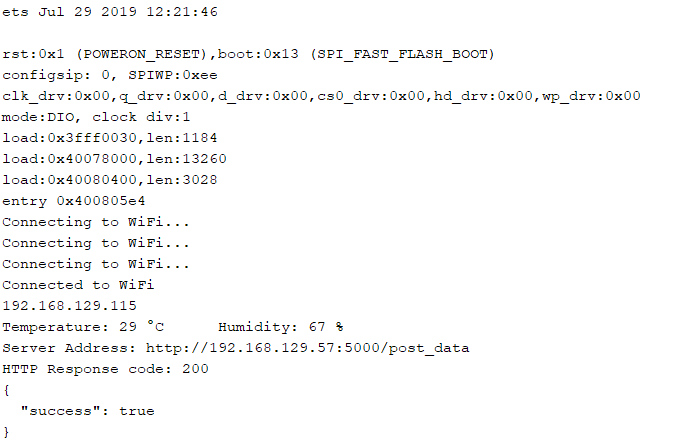 ets Jul 29 2019 12:21:46
rst:0x1 (POWERON_RESET),boot:0x13 (SPI_FAST_FLASH_BOOT)
configsip: 0, SPIWP:0xee
clk_drv:0x00,q_drv:0x00,d_drv:0x00,cs0_drv:0x00,hd_drv:0x00,wp_drv:0x00
mode:DIO, clock div:1
load:0x3fff0030,len:1184
load:0x40078000,len:13260
load:0x40080400,len:3028
entry 0x400805e4
Connecting to WiFi...
Connecting to WiFi...
Connecting to WiFi...
Connected to WiFi
192.168.129.115
Temperature: 29 °C      Humidity: 67 %
Server Address: http://192.168.129.57:5000/post_data
HTTP Response code: 200
{
  "success": true
}